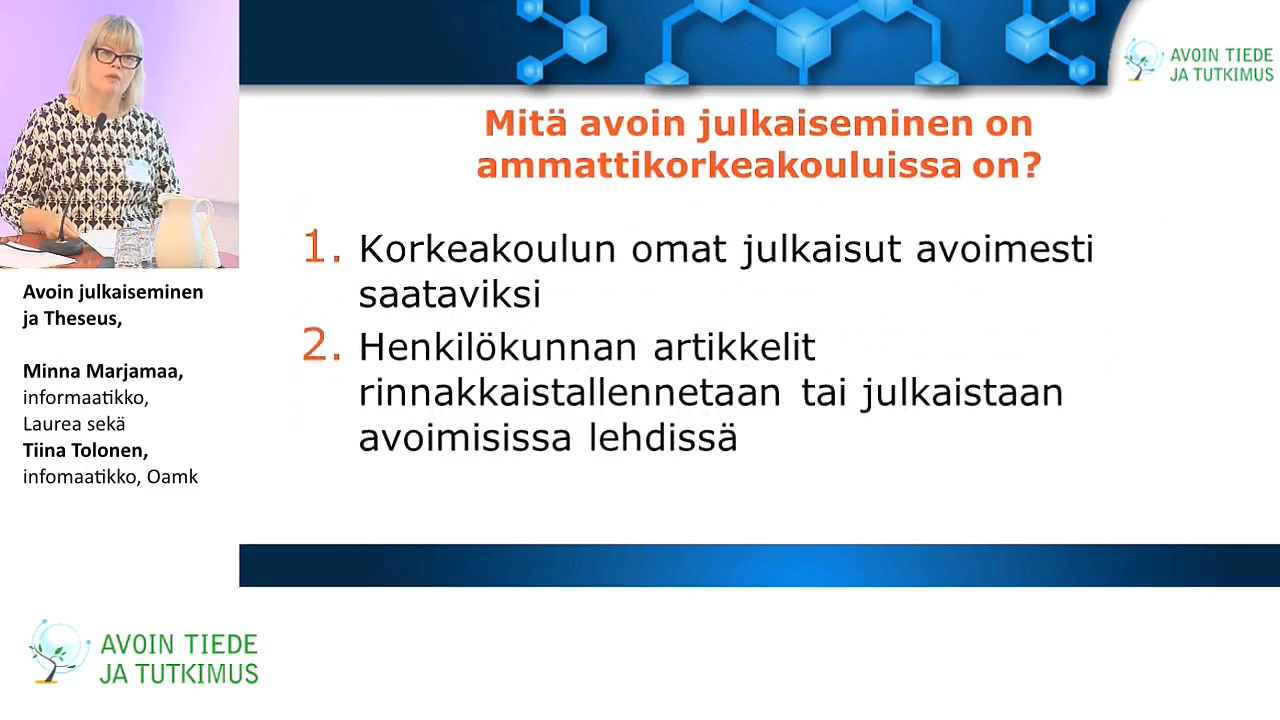 AVOIN TIEDE
JA TUTKIMUS
Mitä avoin julkaiseminen on
ammattikorkeakouluissa on?
1. Korkeakoulun omat julkaisut avoimesti
saataviksi
2. Henkilökunnan artikkelit
rinnakkaistallennetaan tai julkaistaan
avoimisissa lehdissä
Avoin julkaiseminen
ja Theseus,
Minna Marjamaa,
informaatikko,
Laurea sekä
Tiina Tolonen,
infomaatikko, Oamk
AVOIN TIEDE
JA TUTKIMUS